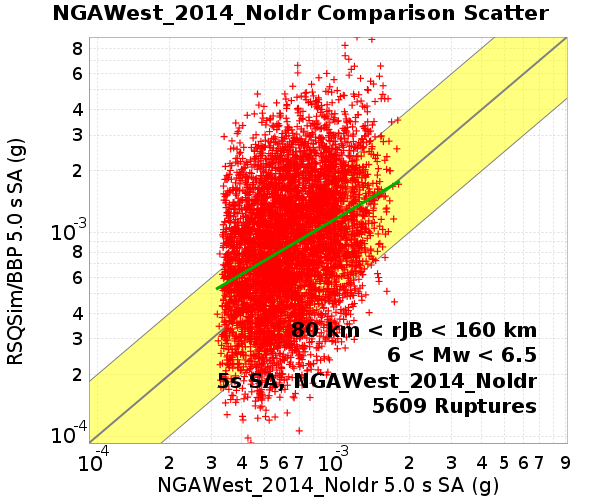 NGAWest_2014_NoIdr Comparison Scatter
RSQSim/BBP 5.0 s SA (g)
8
6
4
3
2
10-3
8
6
4
3
2
10-4
80 km < rJB < 160 km
6 < Mw < 6.5
5s SA, NGAWest_2014_NoIdr
5609 Ruptures
10-4 2 3 4 5 6 7 10-3 2 3 4 5 6 7 9
NGAWest_2014_NoIdr 5.0 s SA (g)